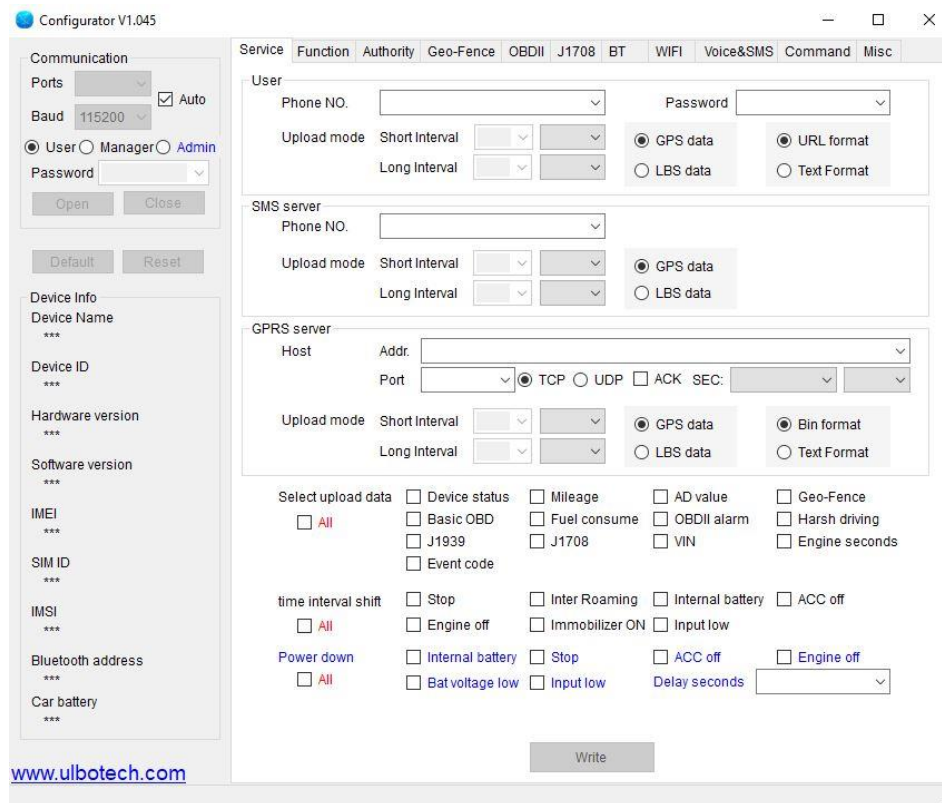 Configurator V1.045
Communication
Ports
Auto
Baud 115200
User Manager Admin
Password
Open Close
Default Reset
Device Info
Device Name
***
Device ID
***
Hardware version
***
Software version
***
IMEI
***
SIM ID
***
IMSI
***
Bluetooth address
***
Car battery
***
www.ulbotech.com
Service Function Authority Geo-Fence OBDII J1708 BT WIFI Voice&SMS Command Misc
User
Phone NO. Password
Upload mode Short Interval GPS data URL format
Long Interval LBS data Text Format
SMS server
Phone NO.
Upload mode Short Interval GPS data
Long Interval LBS data
GPRS server
Host Addr.
Port TCP UDP ACK SEC:
Upload mode Short Interval GPS data Bin format
Long Interval LBS data Text Format
Select upload data Device status Mileage AD value Geo-Fence
All Basic OBD Fuel consume OBDII alarm Harsh driving
J1939 J1708 VIN Engine seconds
Event code
time interval shift Stop Inter Roaming Internal battery ACC off
All Engine off Immobilizer ON Input low
Power down Internal battery Stop ACC off Engine off
All Bat voltage low Input low Delay seconds
Write